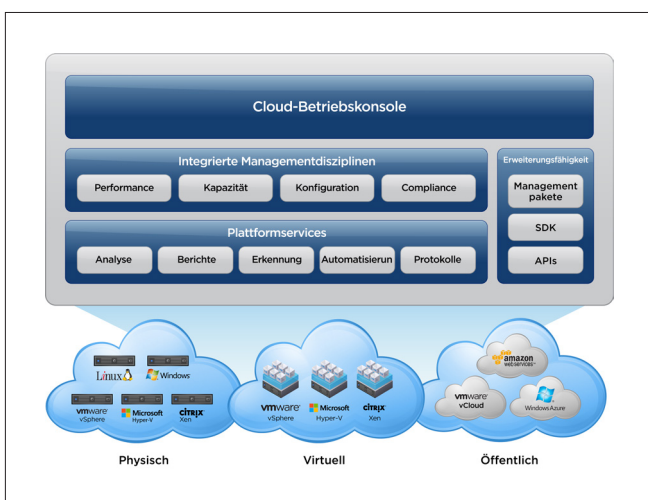 Cloud-Betriebskonsole
Integrierte Managementdisziplinen
Performance
Kapazität
Konfiguration
Compliance
Plattformservices
Analyse
Berichte
Erkennung
Automatisierun
Protokolle
Erweiterungsfähigkeit
Management
pakete
SDK
APIs
Linux
Windows
vmware
vSphere
Microsoft
Hyper-V
citrix
Xen
Physisch
vmware
vSphere
Microsoft
Hyper-V
citrix
Xen
Virtuell
amazon
webservices™
vmware
vCloud
Windows Azure
Öffentlich